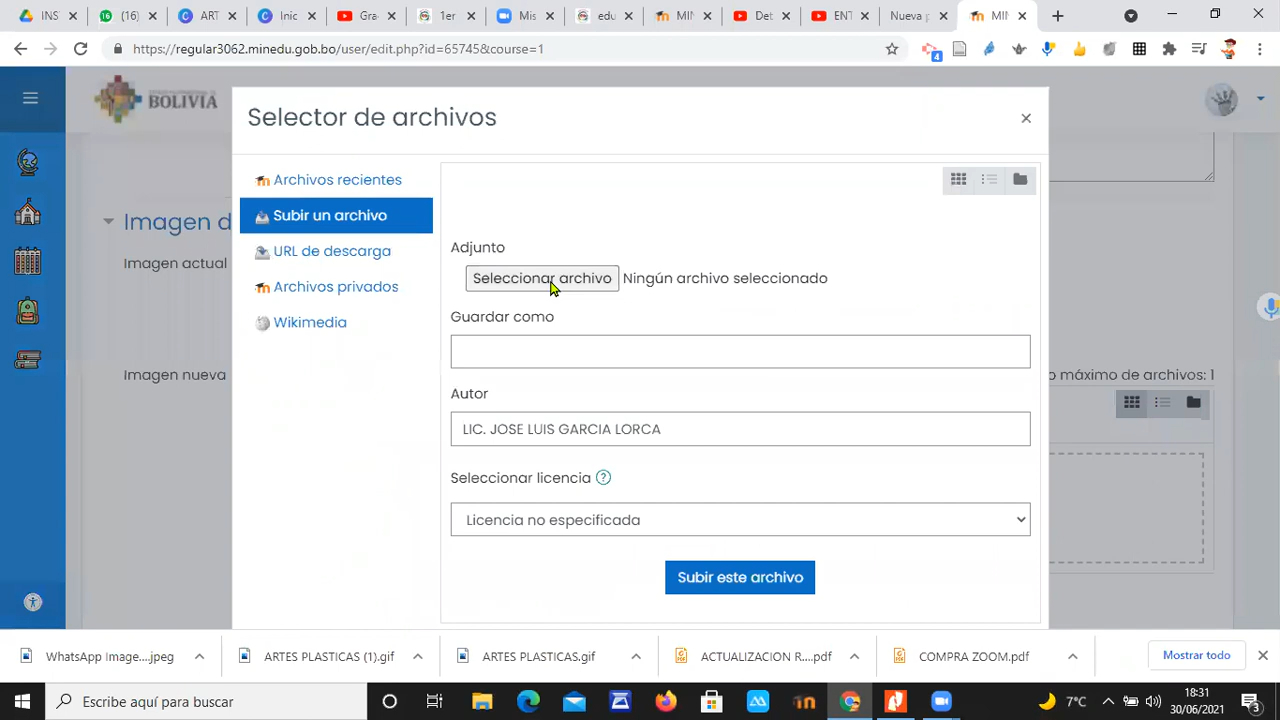 INST
(16)
ART
Inic
Gra
1er
Mi
edu
MIN
Det
ENT
Nueva p
MIN
https://regular3062.minedu.gob.bo/user/edit.php?id=65745&course=1
4
BOLIVIA
Selector de archivos
Archivos recientes
Subir un archivo
URL de descarga
Archivos privados
Wikimedia
Imagen d
Imagen actual
Imagen nueva
Adjunto
Seleccionar archivo Ningún archivo seleccionado
Guardar como
Autor
LIC. JOSE LUIS GARCIA LORCA
Seleccionar licencia ?
Licencia no especificada
Subir este archivo
o máximo de archivos: 1
WhatsApp Image....jpeg
ARTES PLASTICAS (1).gif
ARTES PLASTICAS.gif
ACTUALIZACION R....pdf
COMPRA ZOOM.pdf
Mostrar todo
Escribe aquí para buscar
7°C
18:31
30/06/2021
3